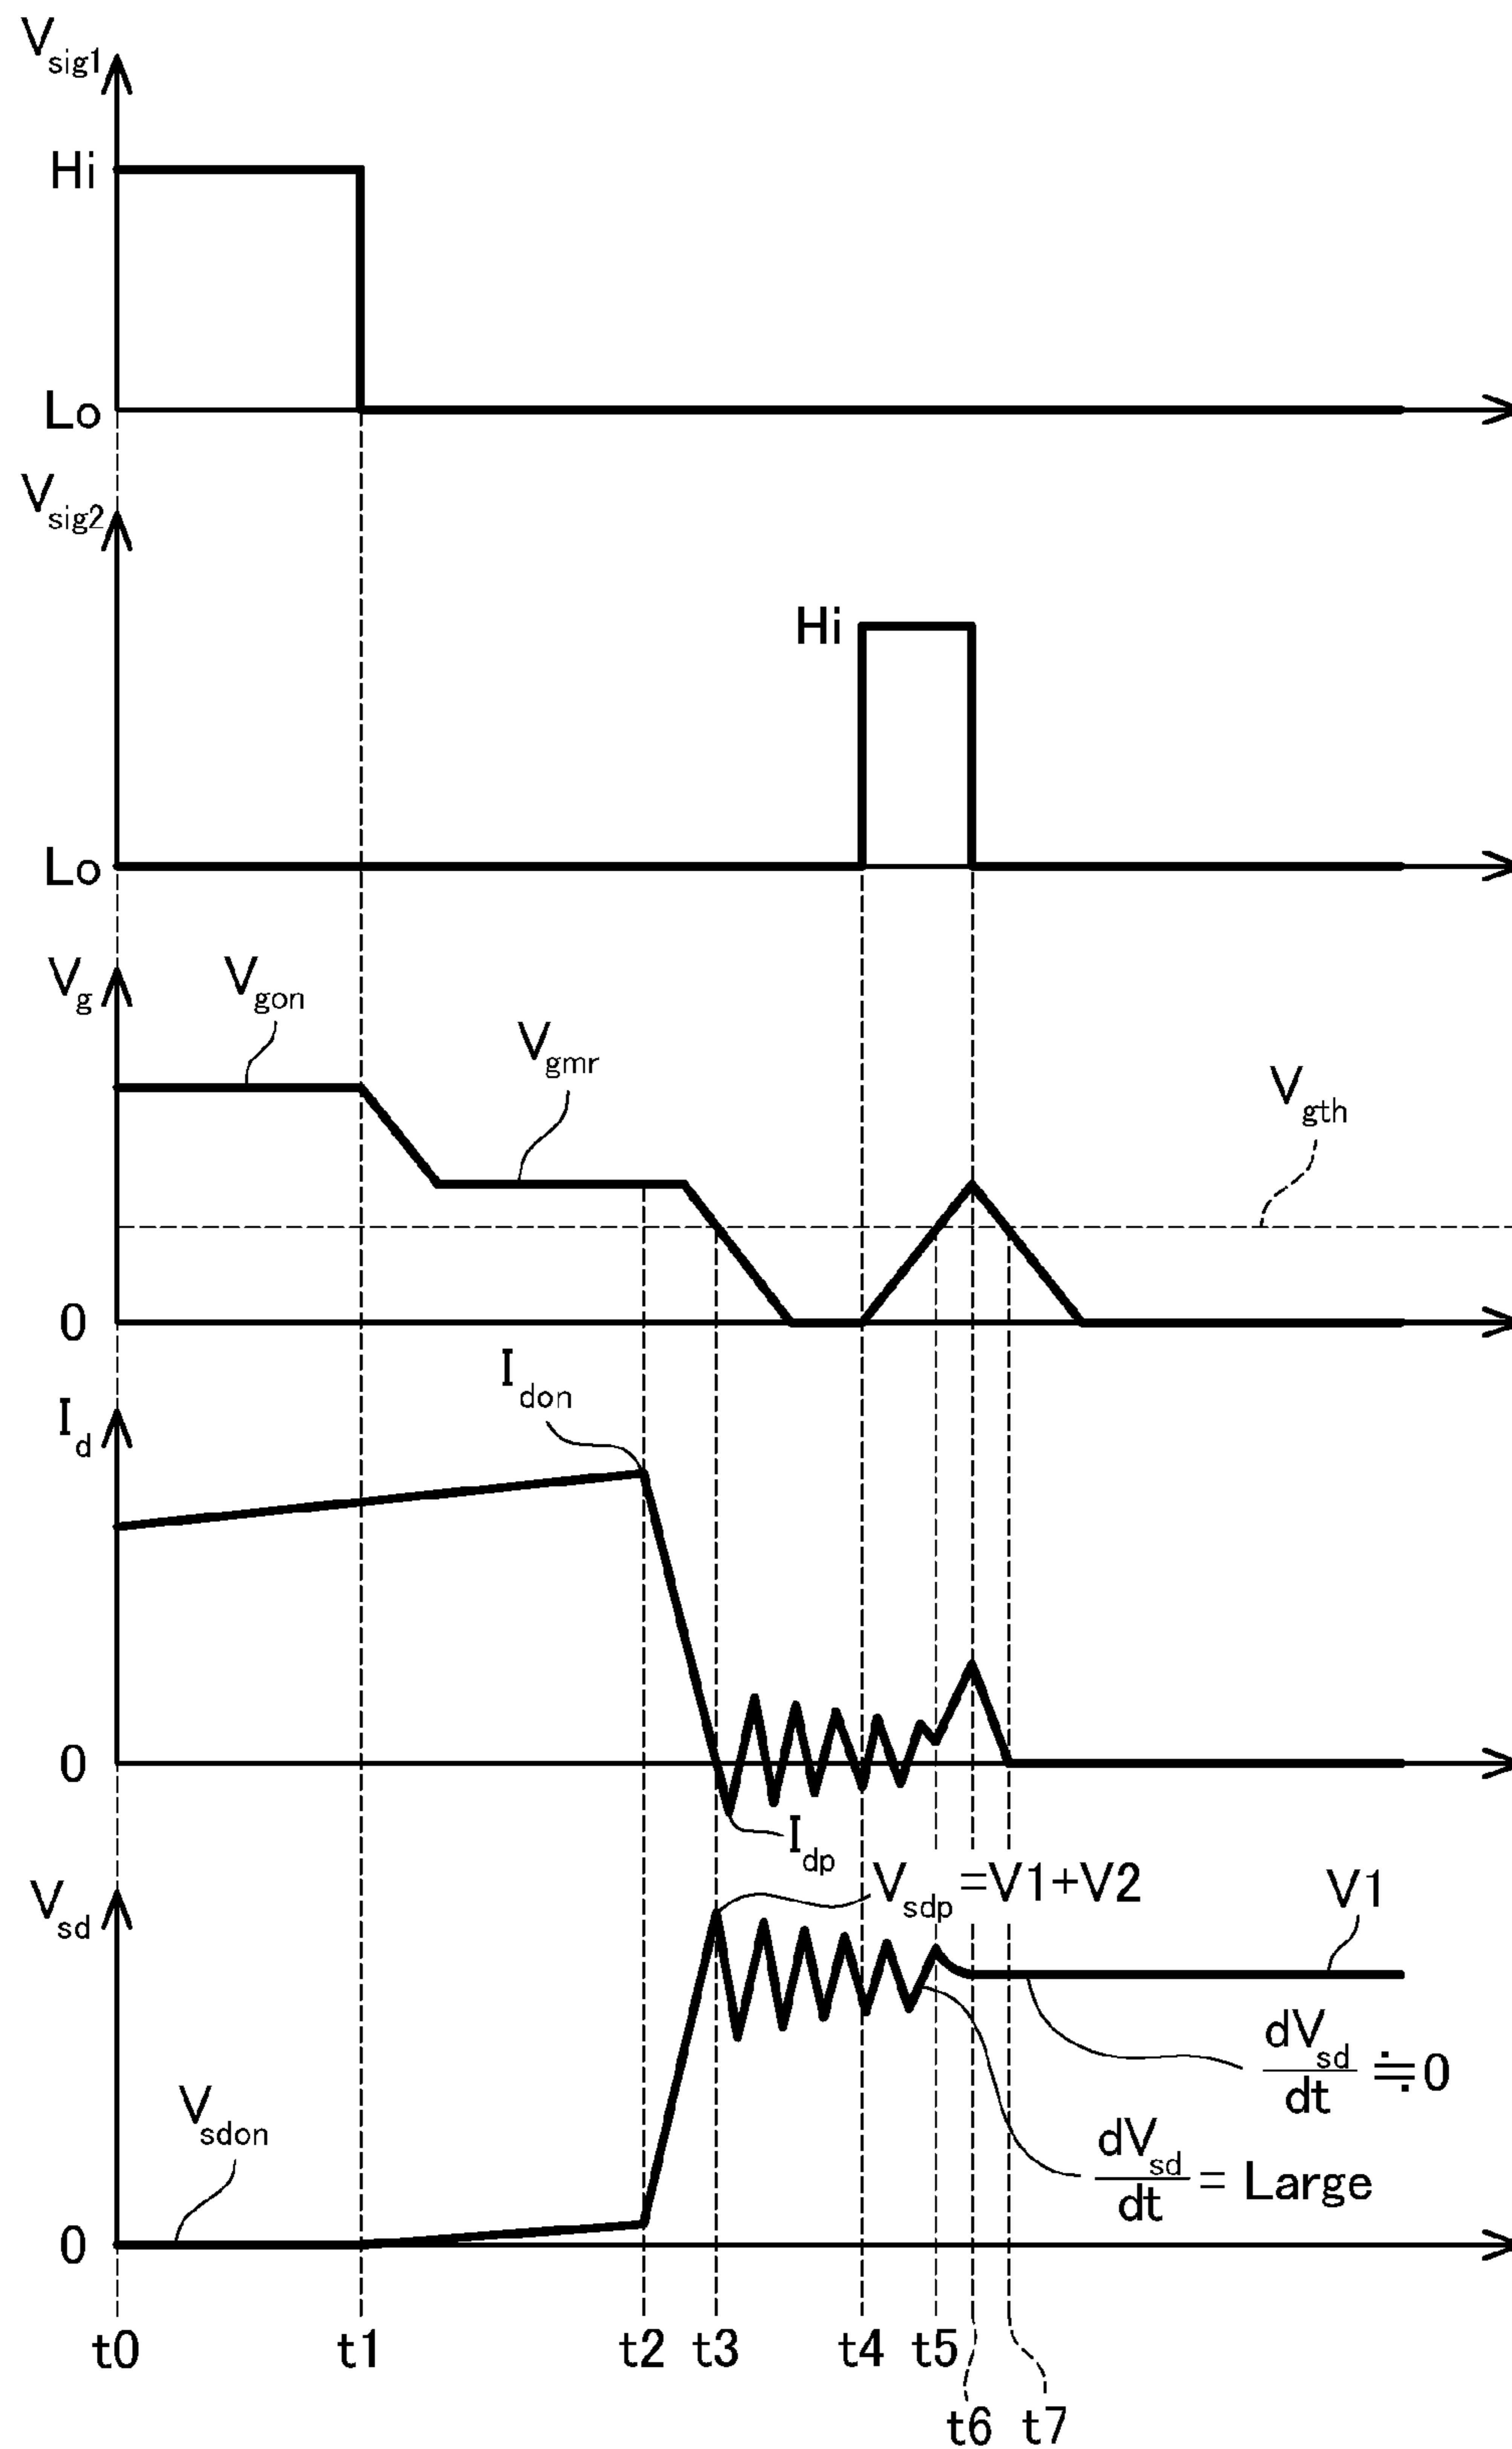 Vsig1
Hi
Lo
Vsig2
Hi
Lo
Vg
Vgon
Vgmr
Vgth
0
Id
Idon
0
Idp
Vsd
Vsdp=V1+V2
V1
dVsd/dt≒0
Vsdon
dVsd/dt= Large
0
t0 t1 t2 t3 t4 t5
t6 t7